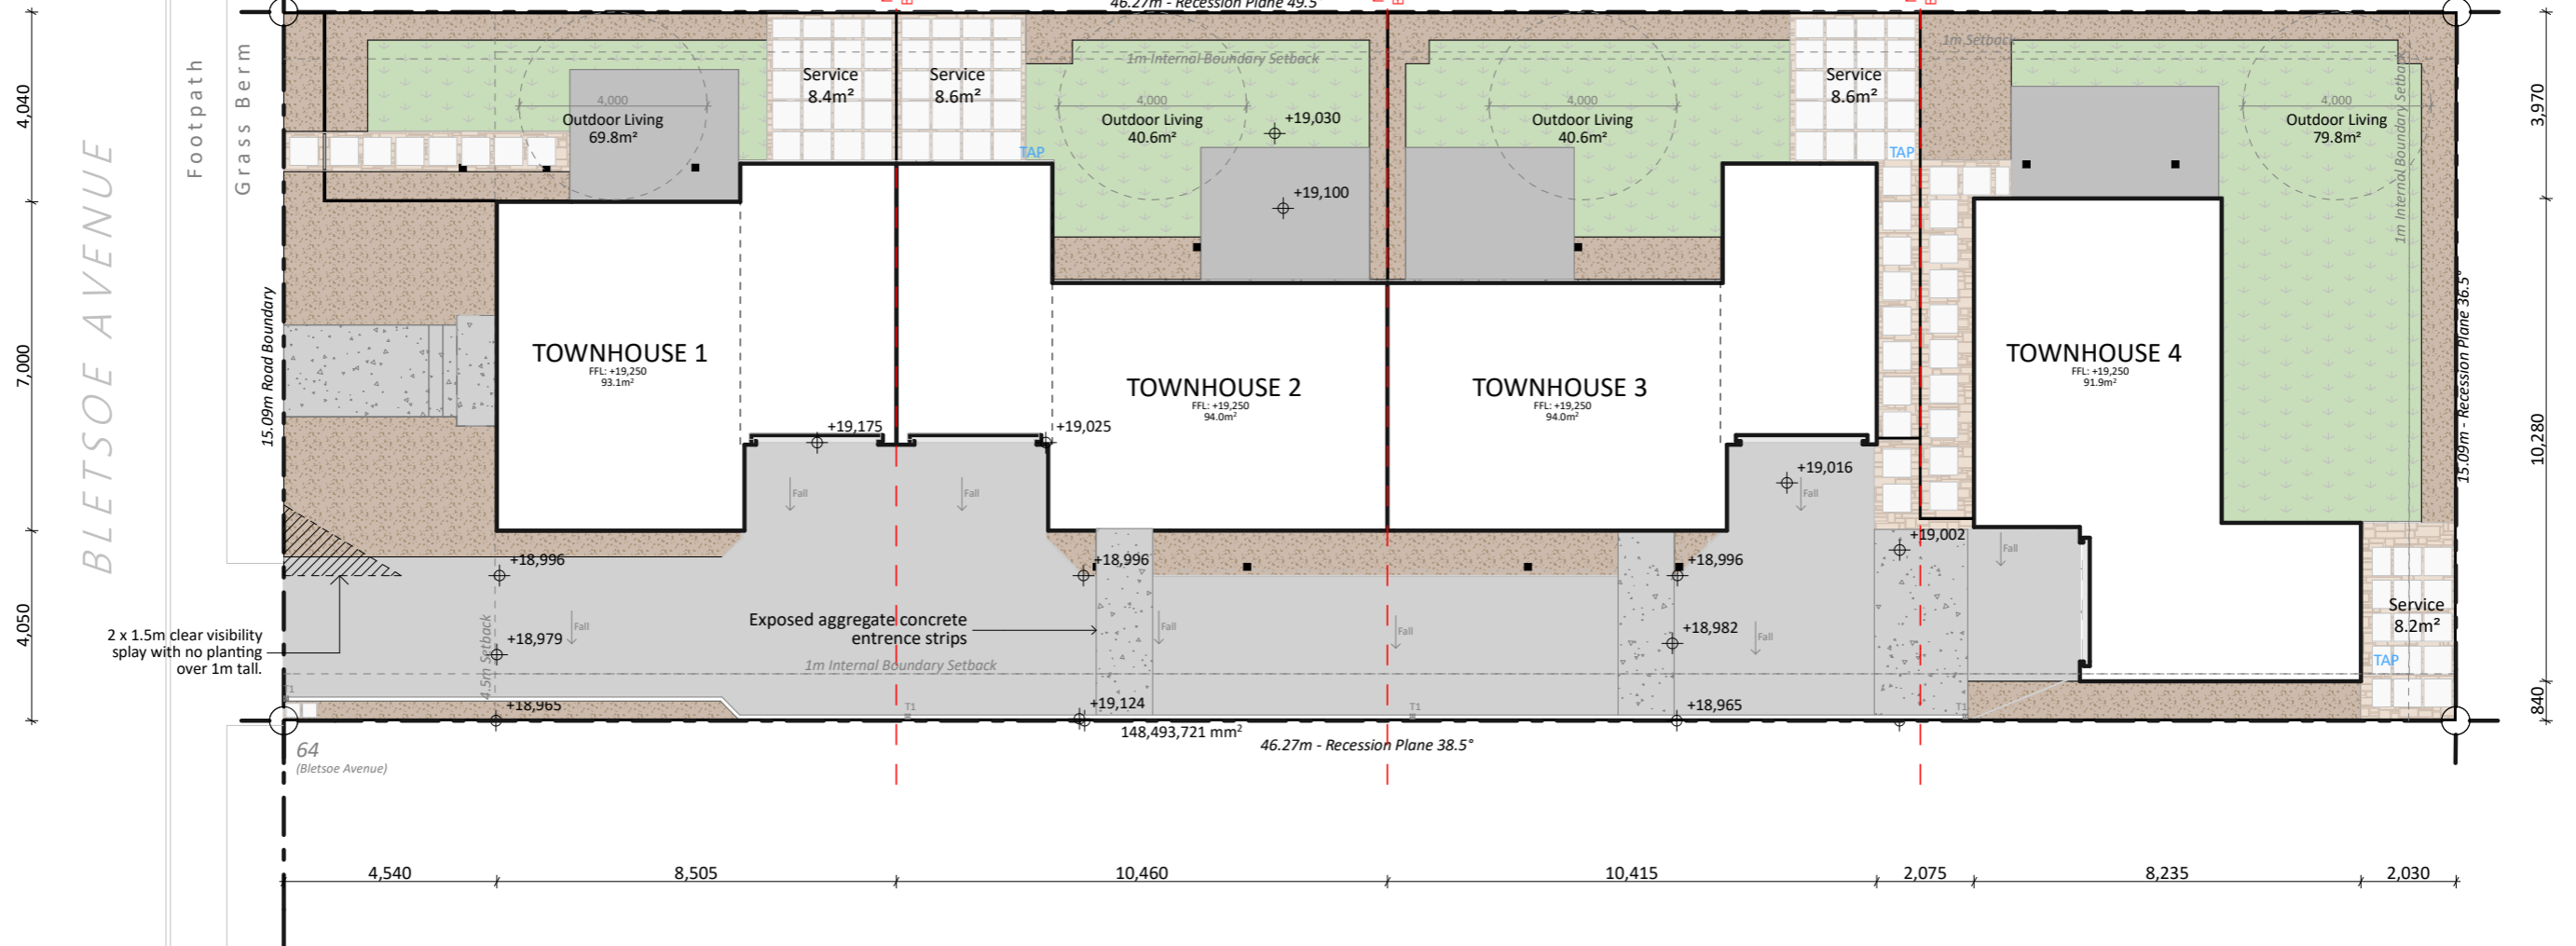 46.27m - Recession Plane 49.5°
4,040
7,000
4,050
BLETSOE AVENUE
Footpath
Grass Berm
15.09m Road Boundary
4,000
Outdoor Living
69.8m²
Service
8.4m²
Service
8.6m²
1m Internal Boundary Setback
4,000
Outdoor Living
40.6m²
+19,030
TAP
+19,100
4,000
Outdoor Living
40.6m²
Service
8.6m²
TAP
1m Setback
4,000
Outdoor Living
79.8m²
1m Internal Boundary Setback
3,970
10,280
840
15.09m - Recession Plane 36.5°
TOWNHOUSE 1
FFL: +19,250
93.1m²
TOWNHOUSE 2
FFL: +19,250
94.0m²
TOWNHOUSE 3
FFL: +19,250
94.0m²
TOWNHOUSE 4
FFL: +19,250
91.9m²
+19,175
+19,025
+19,016
Fall
Fall
Fall
+18,996
+18,996
+18,996
+19,002
Fall
2 x 1.5m clear visibility
splay with no planting
over 1m tall.
4.5m Setback
+18,979
Fall
Exposed aggregate concrete
entrence strips
Fall
Fall
+18,982
Fall
1m Internal Boundary Setback
Service
8.2m²
TAP
T1
+18,965
T1
+19,124
T1
+18,965
T1
148,493,721 mm²
46.27m - Recession Plane 38.5°
64
(Bletsoe Avenue)
4,540
8,505
10,460
10,415
2,075
8,235
2,030